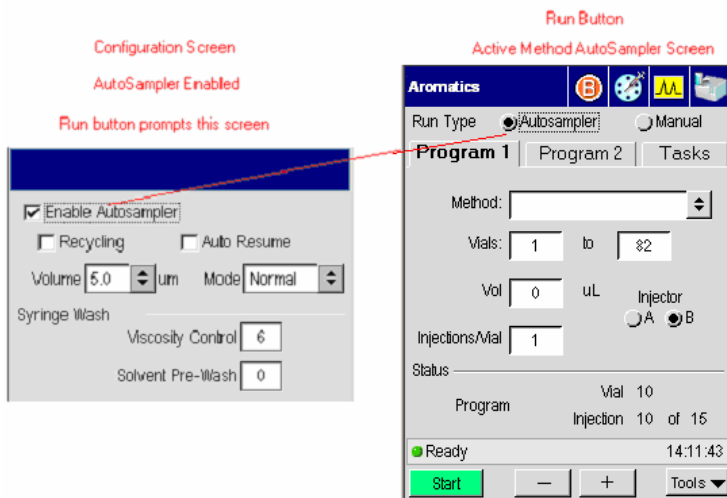 Configuration Screen
AutoSampler Enabled
Run button prompts this screen
Enable Autosampler
Recycling Auto Resume
Volume 5.0 um Mode Normal
Syringe Wash
Viscosity Control 6
Solvent Pre-Wash 0
Run Button
Active Method AutoSampler Screen
Aromatics B
Run Type Autosampler Manual
Program 1 Program 2 Tasks
Method:
Vials: 1 to 82
Vol 0 uL Injector
A B
Injections/Vial 1
Status
Vial 10
Program
Injection 10 of 15
Ready 14:11:43
Start − + Tools